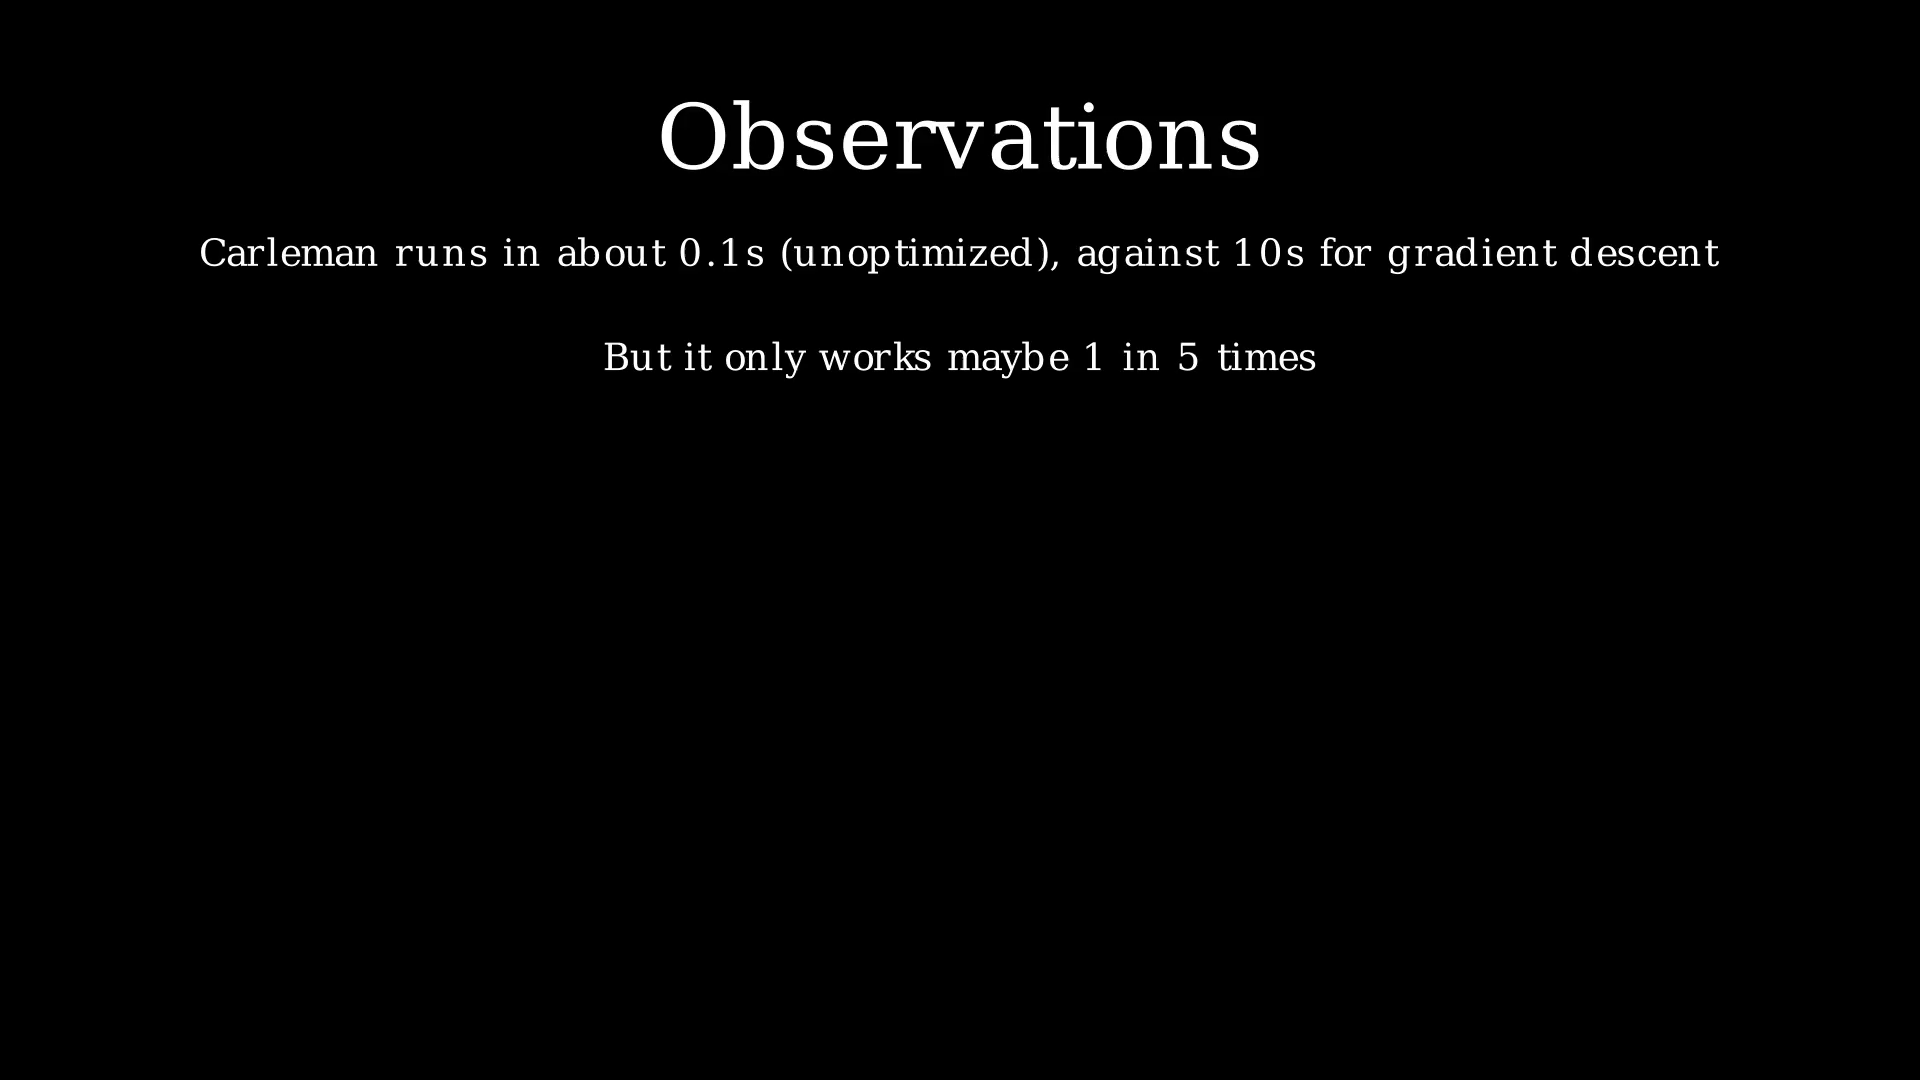 Observations
Carleman runs in about 0.1s (unoptimized), against 10s for gradient descent
But it only works maybe 1 in 5 times